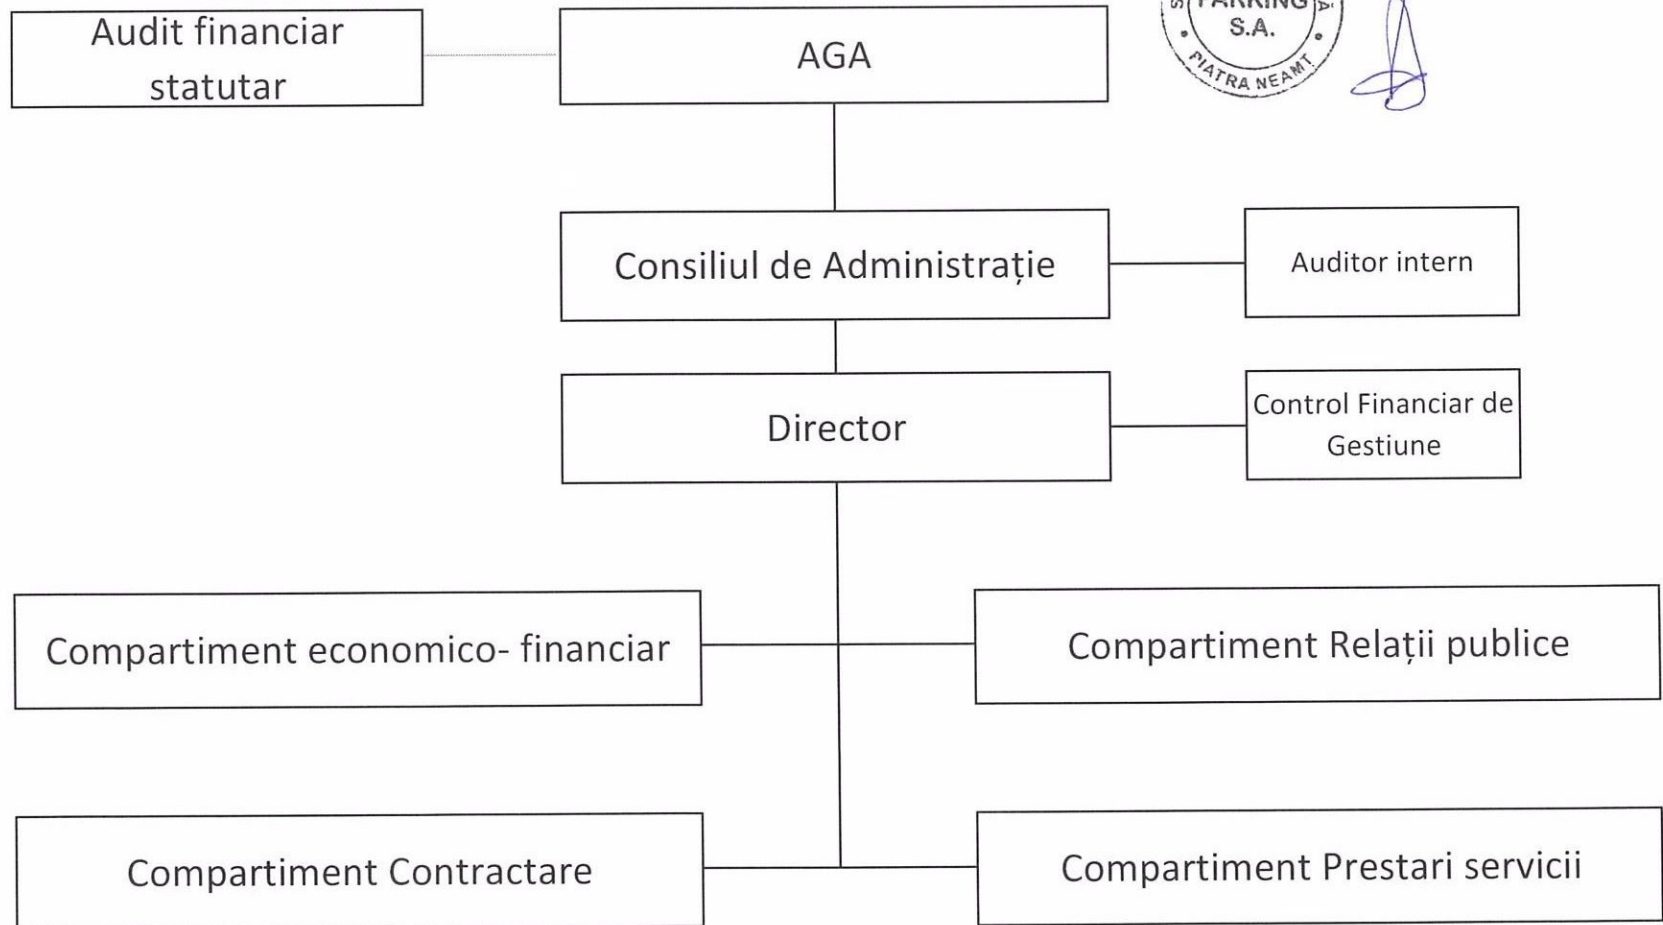 Audit financiar
statutar
AGA
PARKING
S.A.
PIATRA NEAMT
Consiliul de Administrație
Auditor intern
Director
Control Financiar de
Gestiune
Compartiment economico- financiar
Compartiment Relații publice
Compartiment Contractare
Compartiment Prestari servicii